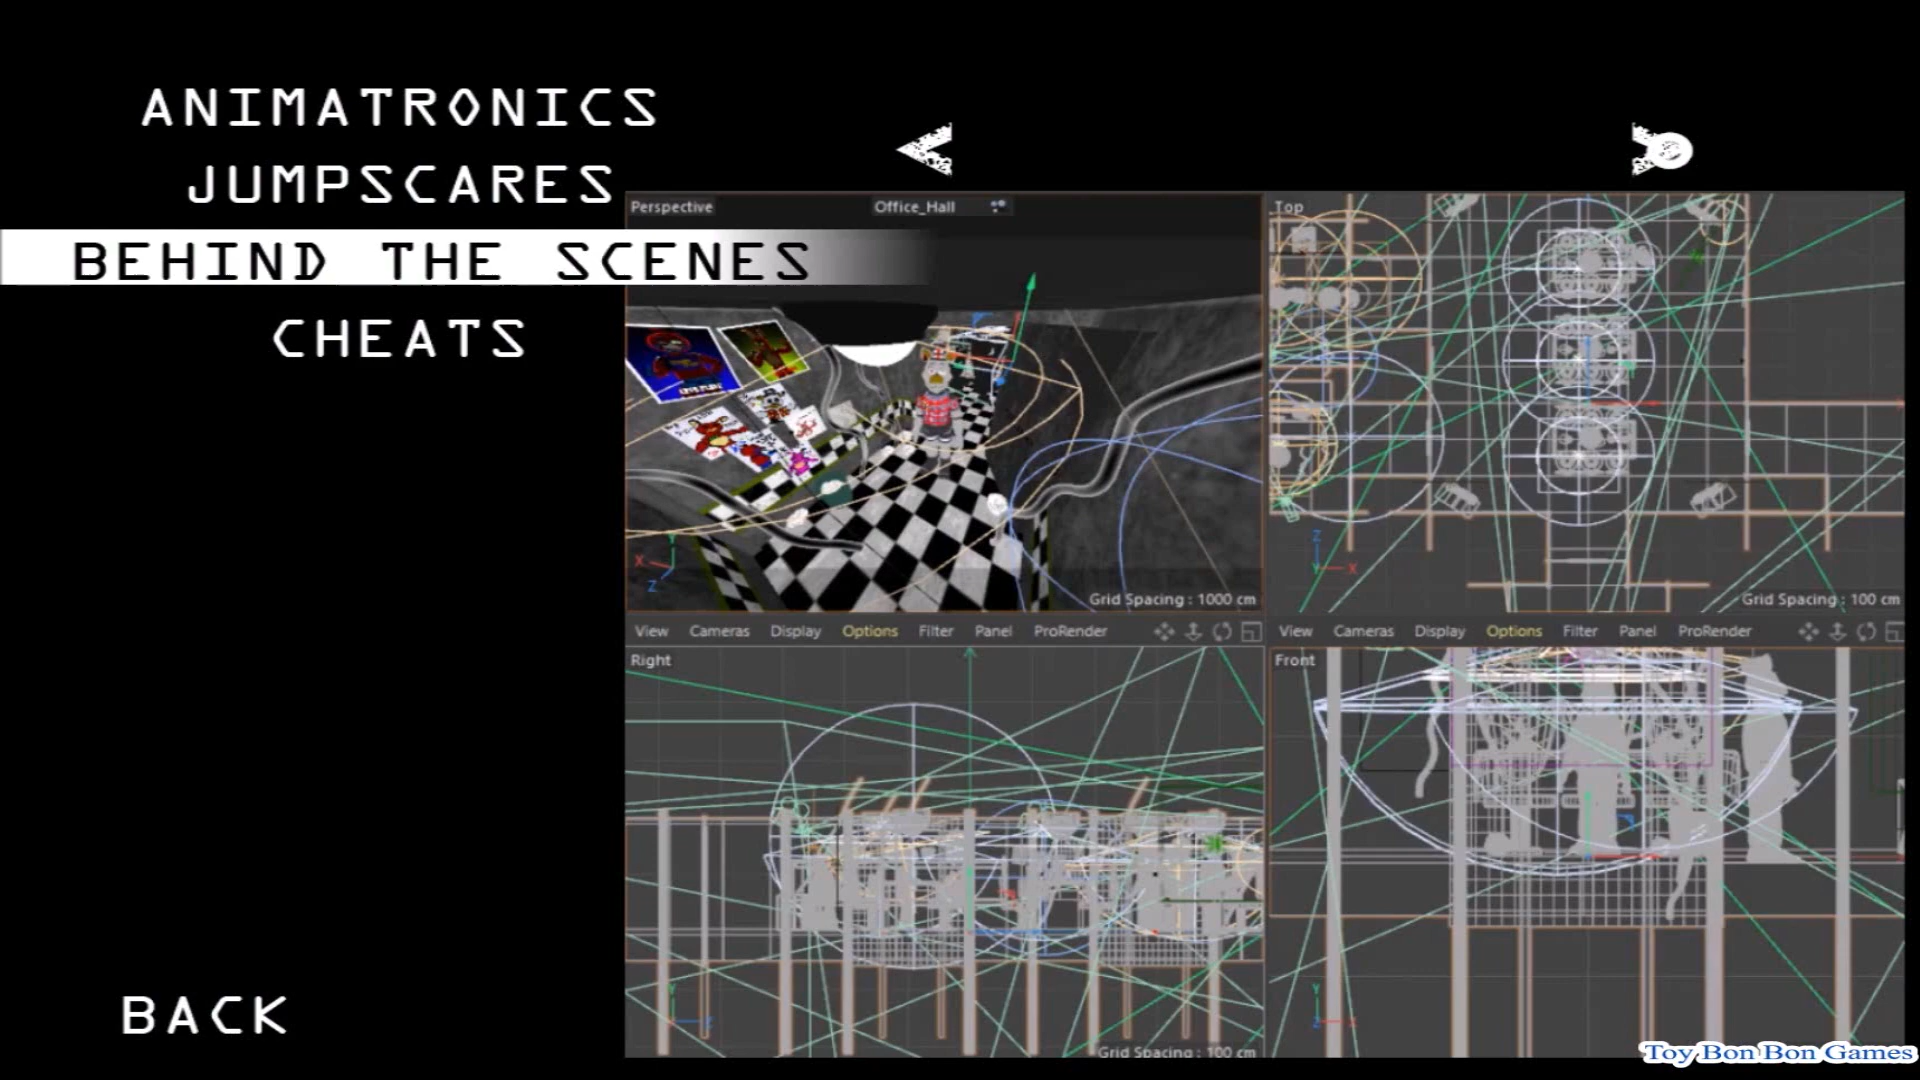 ANIMATRONICS
JUMPSCARES
BEHIND THE SCENES
CHEATS
BACK
Perspective
Office_Hall
Grid Spacing : 1000 cm
Top
Grid Spacing : 100 cm
View Cameras Display Options Filter Panel ProRender
View Cameras Display Options Filter Panel ProRender
Right
Grid Spacing : 100 cm
Front
Toy Bon Bon Games